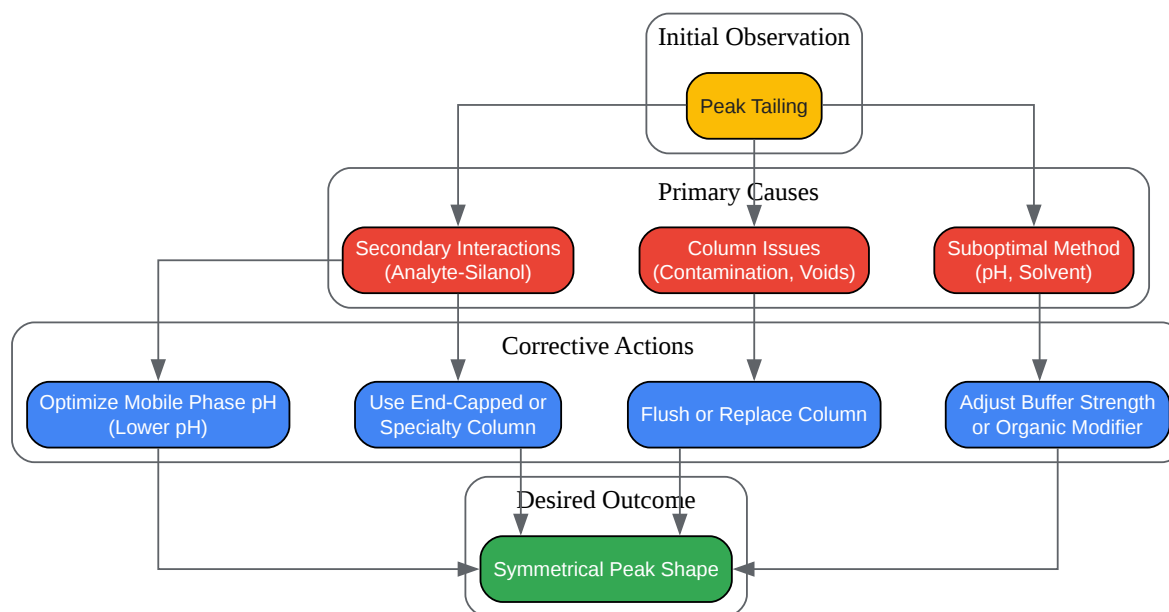 Initial Observation
Peak Tailing
Primary Causes
Secondary Interactions
(Analyte-Silanol)
Column Issues
(Contamination, Voids)
Suboptimal Method
(pH, Solvent)
Corrective Actions
Optimize Mobile Phase pH
(Lower pH)
Use End-Capped or
Specialty Column
Flush or Replace Column
Adjust Buffer Strength
or Organic Modifier
Desired Outcome
Symmetrical Peak Shape